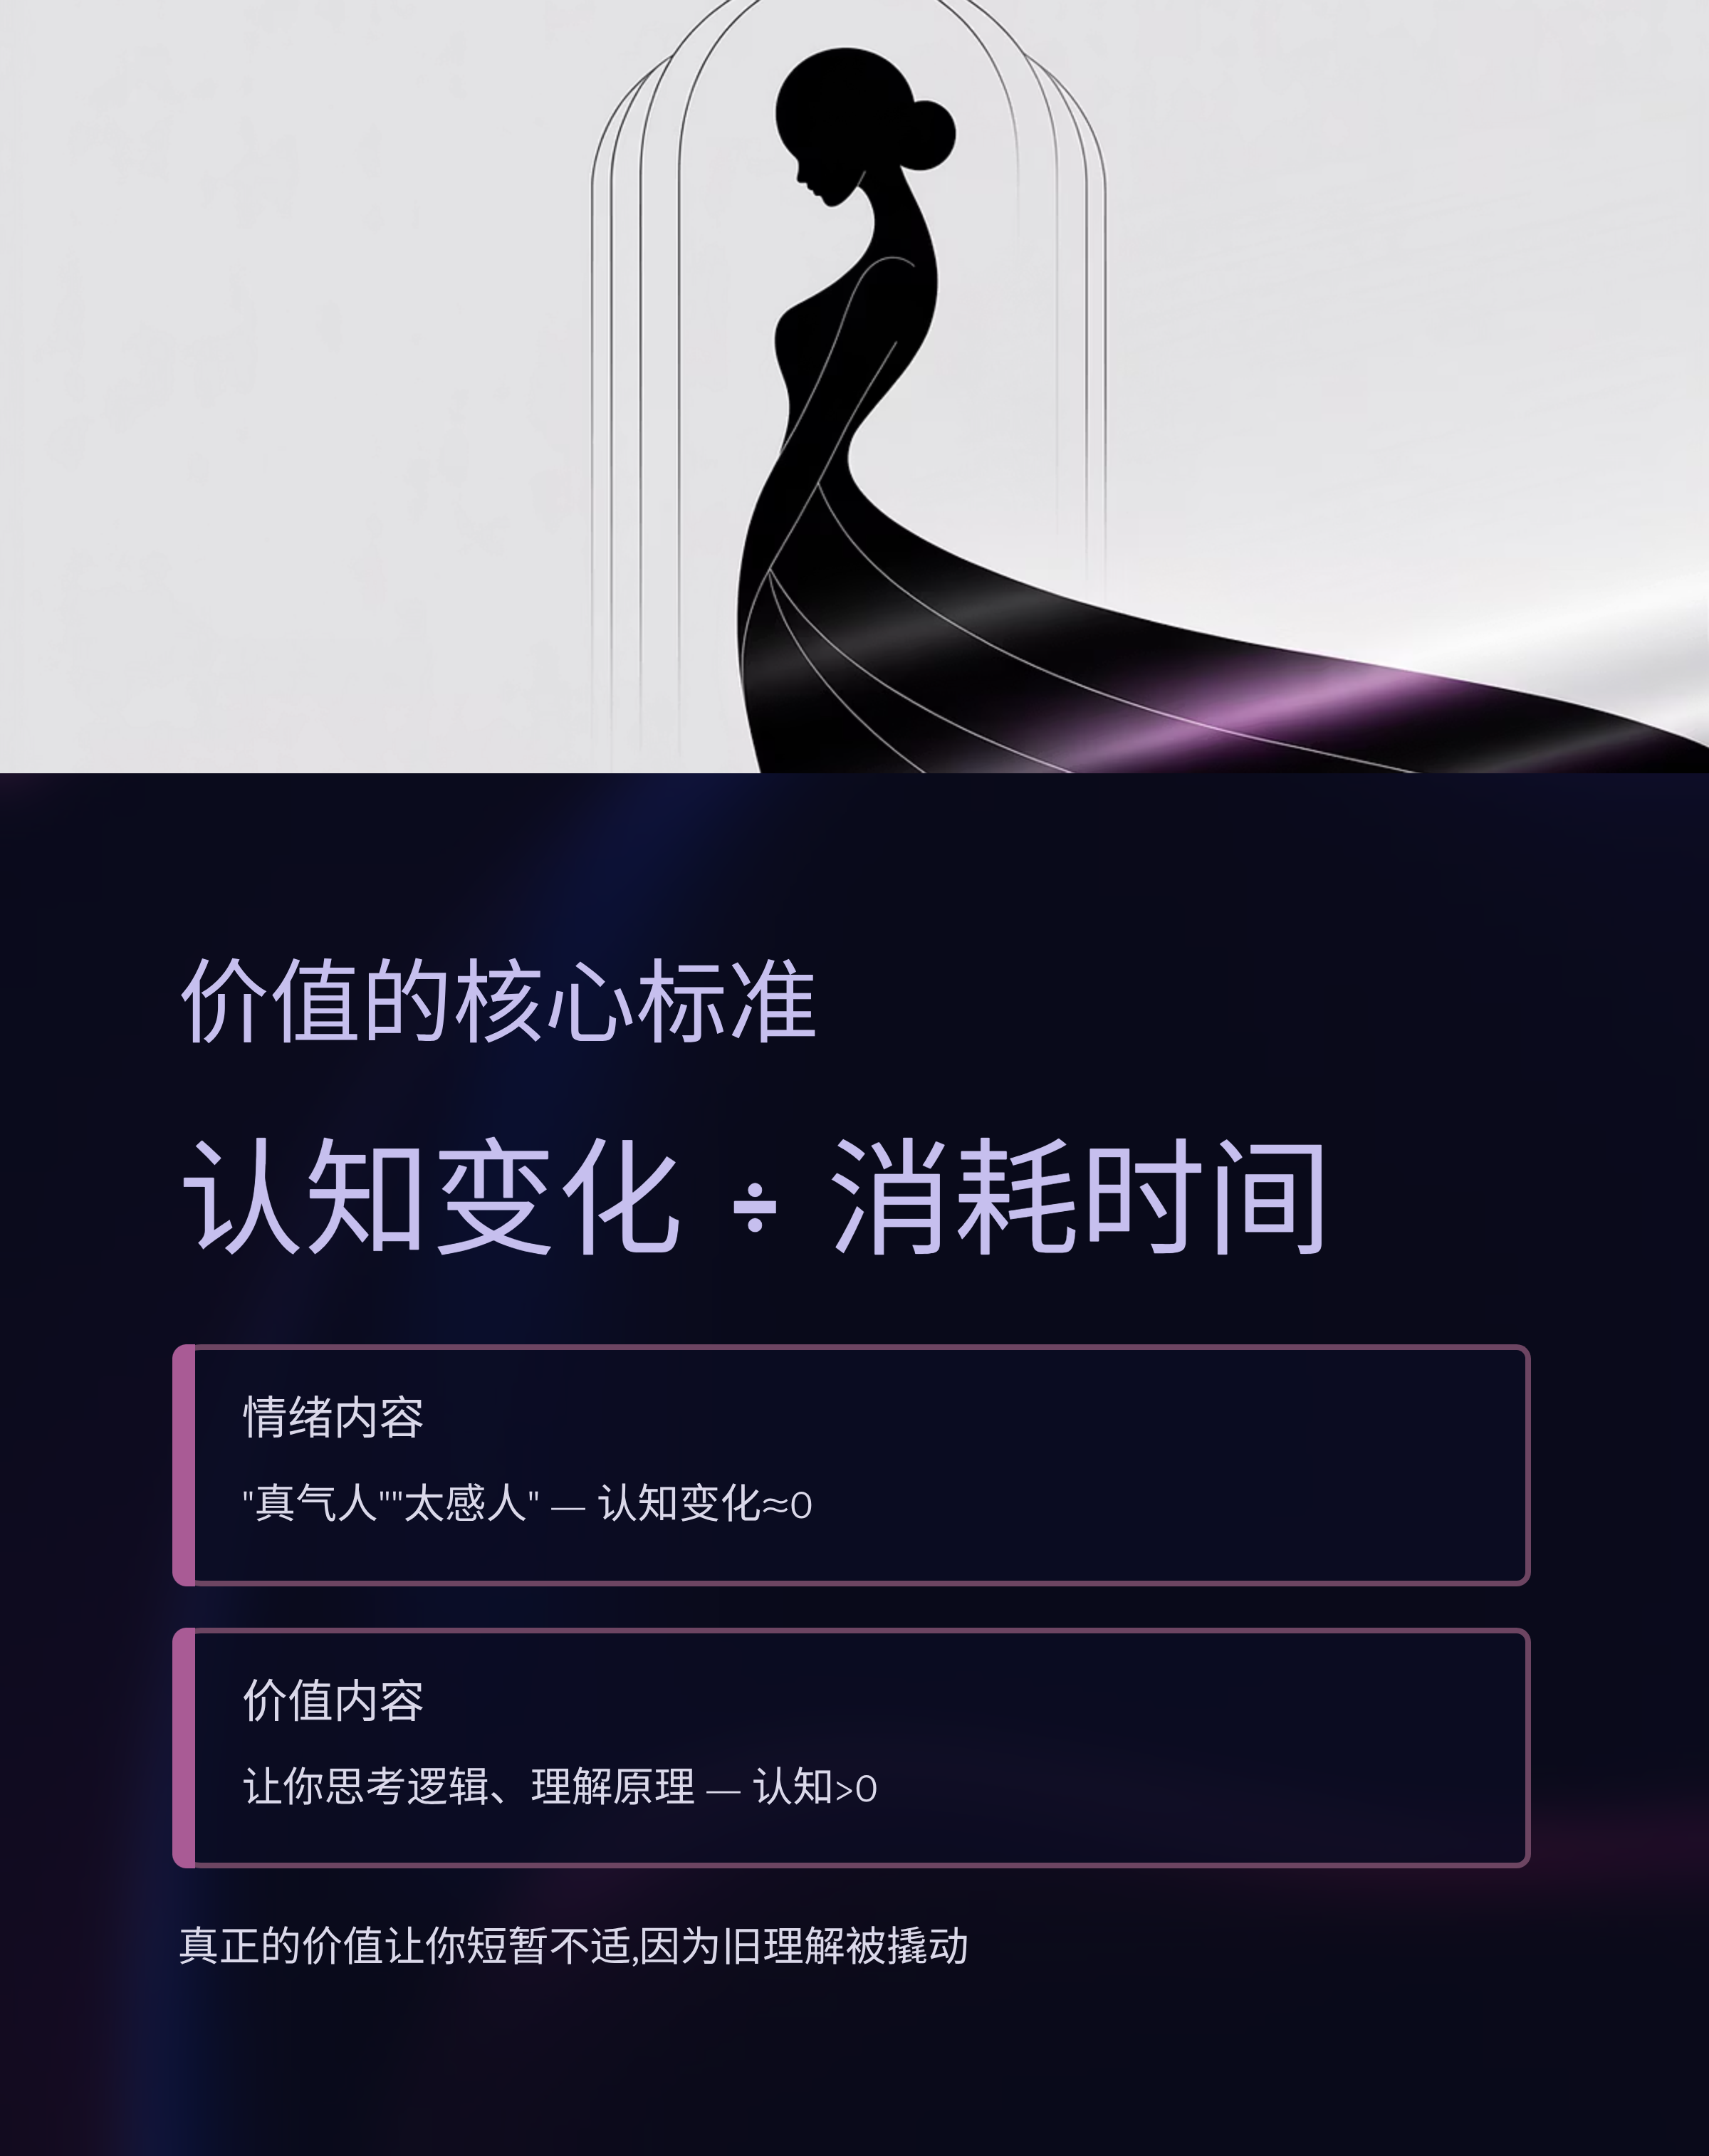 价值的核心标准
认知变化 ÷ 消耗时间
情绪内容
"真气人""太感人" — 认知变化≈0
价值内容
让你思考逻辑、理解原理 — 认知>0
真正的价值让你短暂不适,因为旧理解被撬动